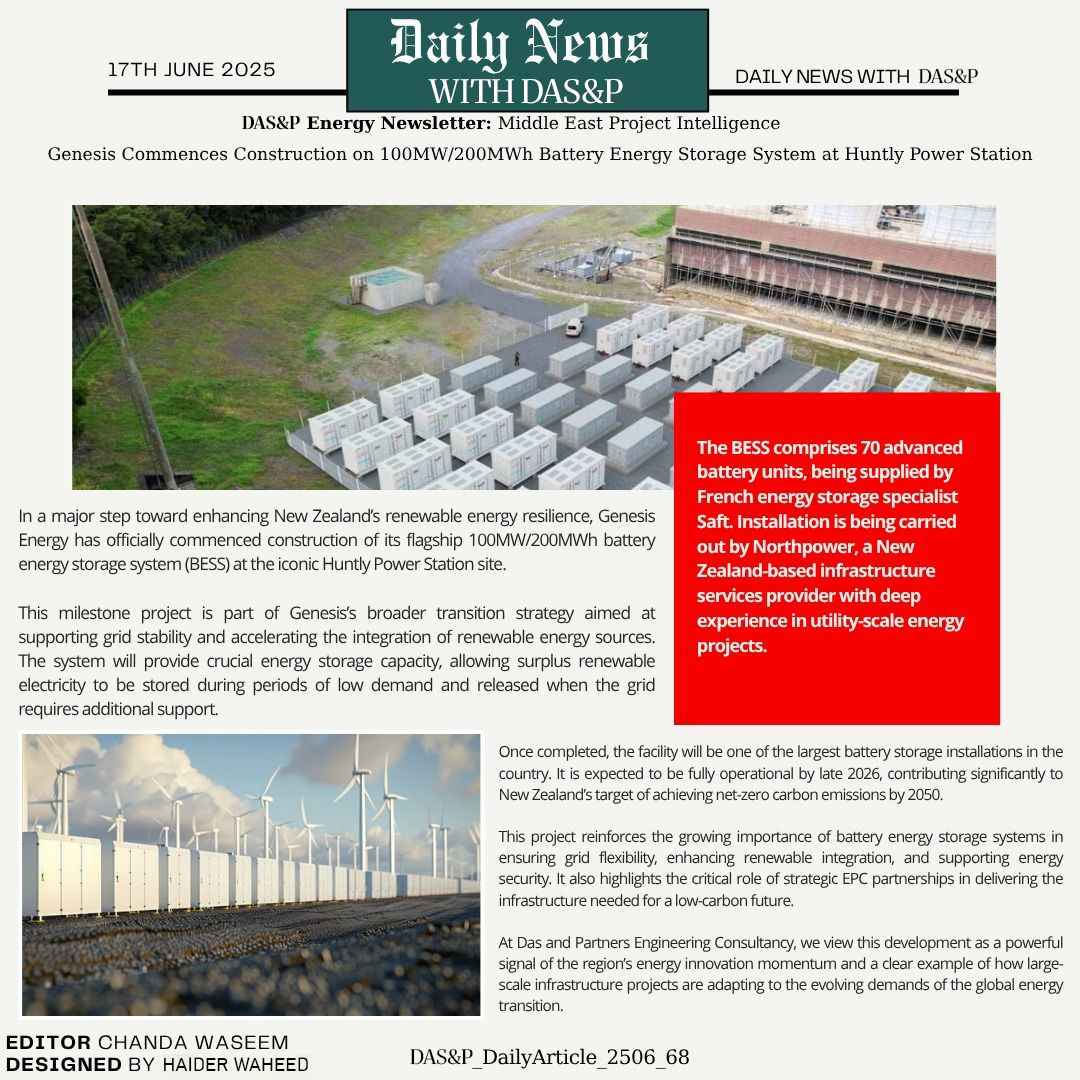 17TH JUNE 2025
Daily News
WITH DAS&P
DAILY NEWS WITH DAS&P
DAS&P Energy Newsletter: Middle East Project Intelligence
Genesis Commences Construction on 100MW/200MWh Battery Energy Storage System at Huntly Power Station
The BESS comprises 70 advanced
battery units, being supplied by
French energy storage specialist
Saft. Installation is being carried
out by Northpower, a New
Zealand-based infrastructure
services provider with deep
experience in utility-scale energy
projects.
In a major step toward enhancing New Zealand's renewable energy resilience, Genesis
Energy has officially commenced construction of its flagship 100MW/200MWh battery
energy storage system (BESS) at the iconic Huntly Power Station site.
This milestone project is part of Genesis's broader transition strategy aimed at
supporting grid stability and accelerating the integration of renewable energy sources.
The system will provide crucial energy storage capacity, allowing surplus renewable
electricity to be stored during periods of low demand and released when the grid
requires additional support.
Once completed, the facility will be one of the largest battery storage installations in the
country. It is expected to be fully operational by late 2026, contributing significantly to
New Zealand's target of achieving net-zero carbon emissions by 2050.
This project reinforces the growing importance of battery energy storage systems in
ensuring grid flexibility, enhancing renewable integration, and supporting energy
security. It also highlights the critical role of strategic EPC partnerships in delivering the
infrastructure needed for a low-carbon future.
At Das and Partners Engineering Consultancy, we view this development as a powerful
signal of the region's energy innovation momentum and a clear example of how large-
scale infrastructure projects are adapting to the evolving demands of the global energy
transition.
EDITOR CHANDA WASEEM
DESIGNED BY HAIDER WAHEED
DAS&P_DailyArticle_2506_68